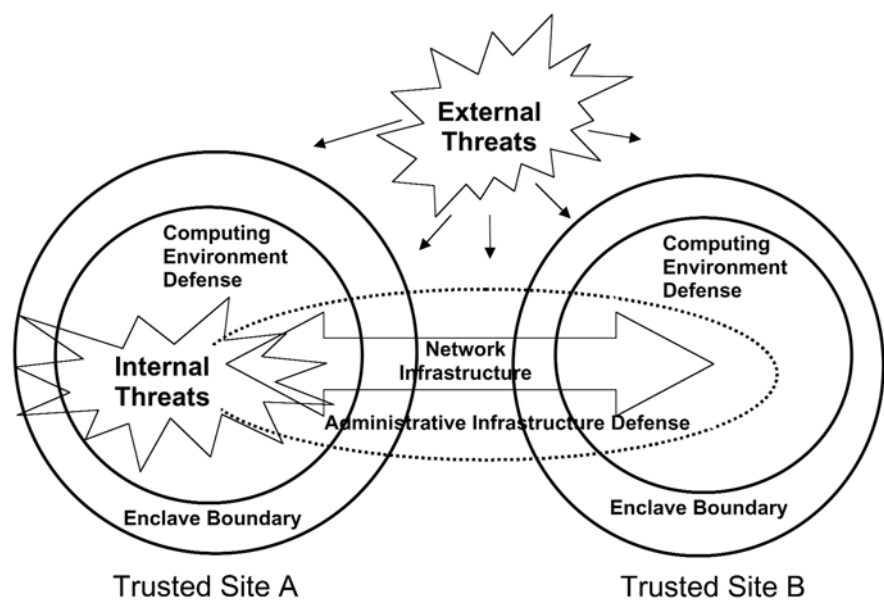 External
Threats
Computing
Environment
Defense
Computing
Environment
Defense
Internal
Threats
Network
Infrastructure
Administrative Infrastructure Defense
Enclave Boundary
Enclave Boundary
Trusted Site A
Trusted Site B